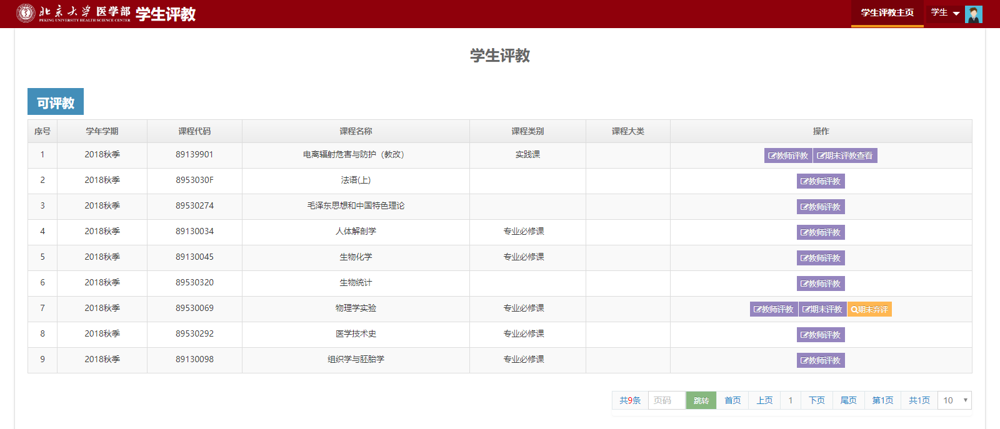 北京大学医学部 学生评教 学生评教主页 学生
PEKING UNIVERSITY HEALTH SCIENCE CENTER
学生评教
可评教
序号 学年学期 课程代码 课程名称 课程类别 课程大类 操作
1 2018秋季 89139901 电离辐射危害与防护（教改） 实践课 教师评教 期末评教查看
2 2018秋季 8953030F 法语(上) 教师评教
3 2018秋季 89530274 毛泽东思想和中国特色理论 教师评教
4 2018秋季 89130034 人体解剖学 专业必修课 教师评教
5 2018秋季 89130045 生物化学 专业必修课 教师评教
6 2018秋季 89530320 生物统计 教师评教
7 2018秋季 89530069 物理学实验 专业必修课 教师评教 期末评教 期末弃评
8 2018秋季 89530292 医学技术史 专业必修课 教师评教
9 2018秋季 89130098 组织学与胚胎学 专业必修课 教师评教
共9条 页码 跳转 首页 上页 1 下页 尾页 第1页 共1页 10